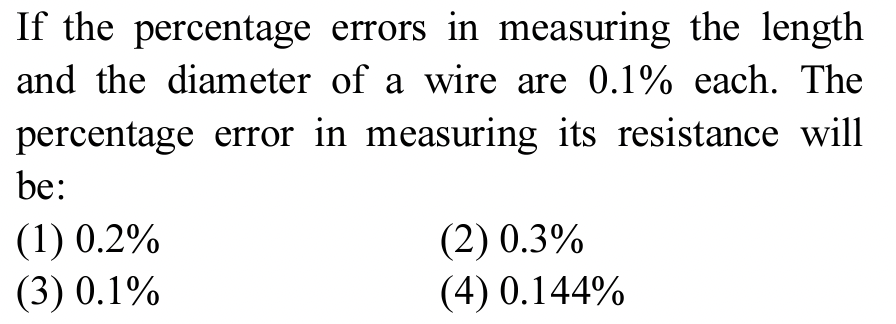 If the percentage errors in measuring the length
and the diameter of a wire are 0.1% each. The
percentage error in measuring its resistance will
be:
(1) 0.2% (2) 0.3%
(3) 0.1% (4) 0.144%